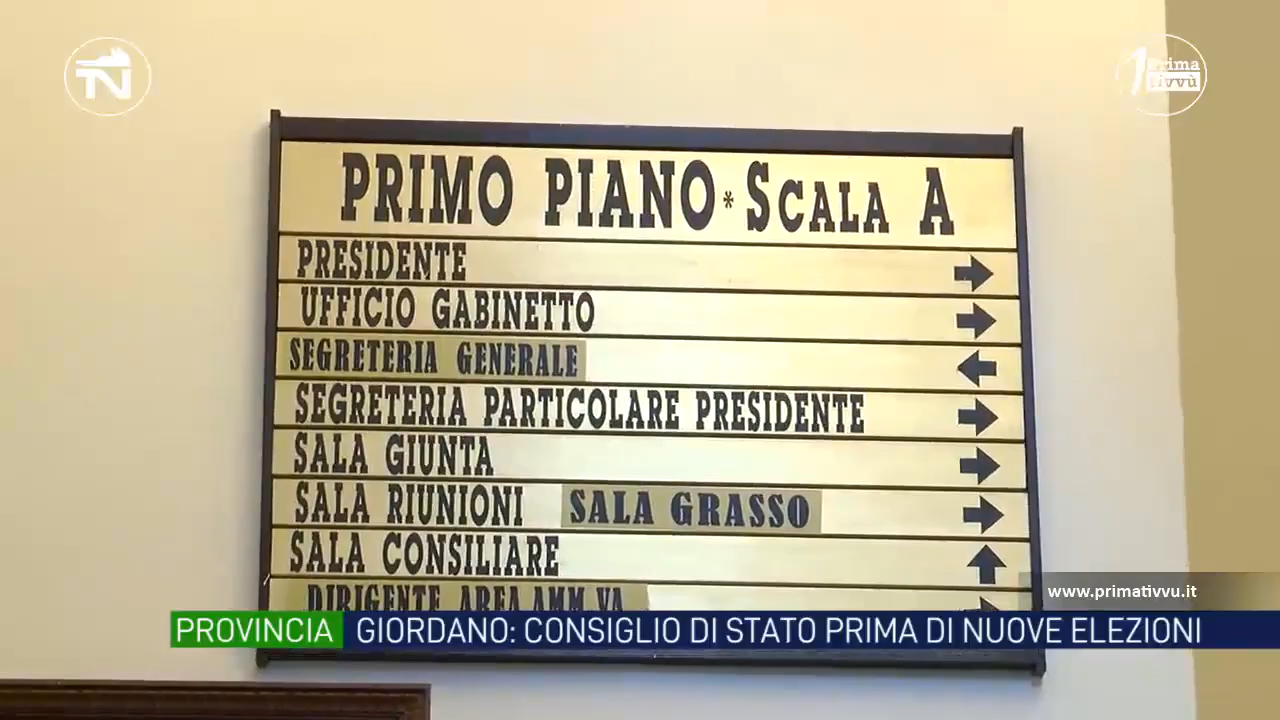 TN
1 Prima tivvù
PRIMO PIANO * SCALA A
PRESIDENTE
UFFICIO GABINETTO
SEGRETERIA GENERALE
SEGRETERIA PARTICOLARE PRESIDENTE
SALA GIUNTA
SALA RIUNIONI SALA GRASSO
SALA CONSILIARE
DIRIGENTE AREA AMM.VA
www.primativvu.it
PROVINCIA GIORDANO: CONSIGLIO DI STATO PRIMA DI NUOVE ELEZIONI